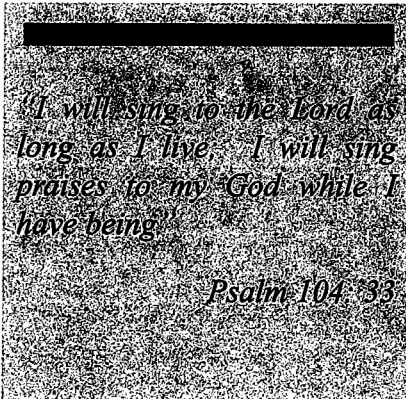 "I will sing to the Lord as
long as I live; I will sing
praises to my God while I
have being"
Psalm 104: 33